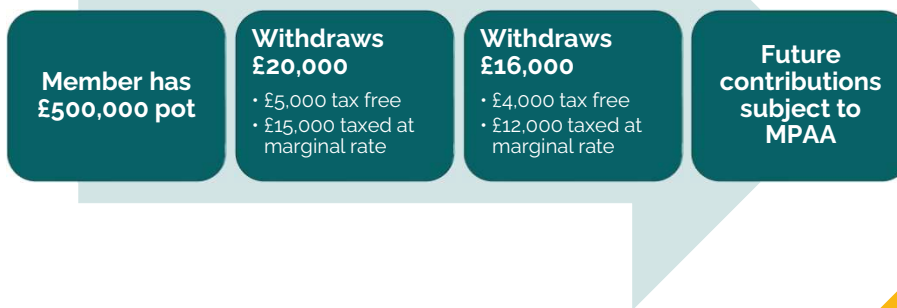 Member has
£500,000 pot
Withdraws
£20,000
• £5,000 tax free
• £15,000 taxed at
marginal rate
Withdraws
£16,000
• £4,000 tax free
• £12,000 taxed at
marginal rate
Future
contributions
subject to
MPAA